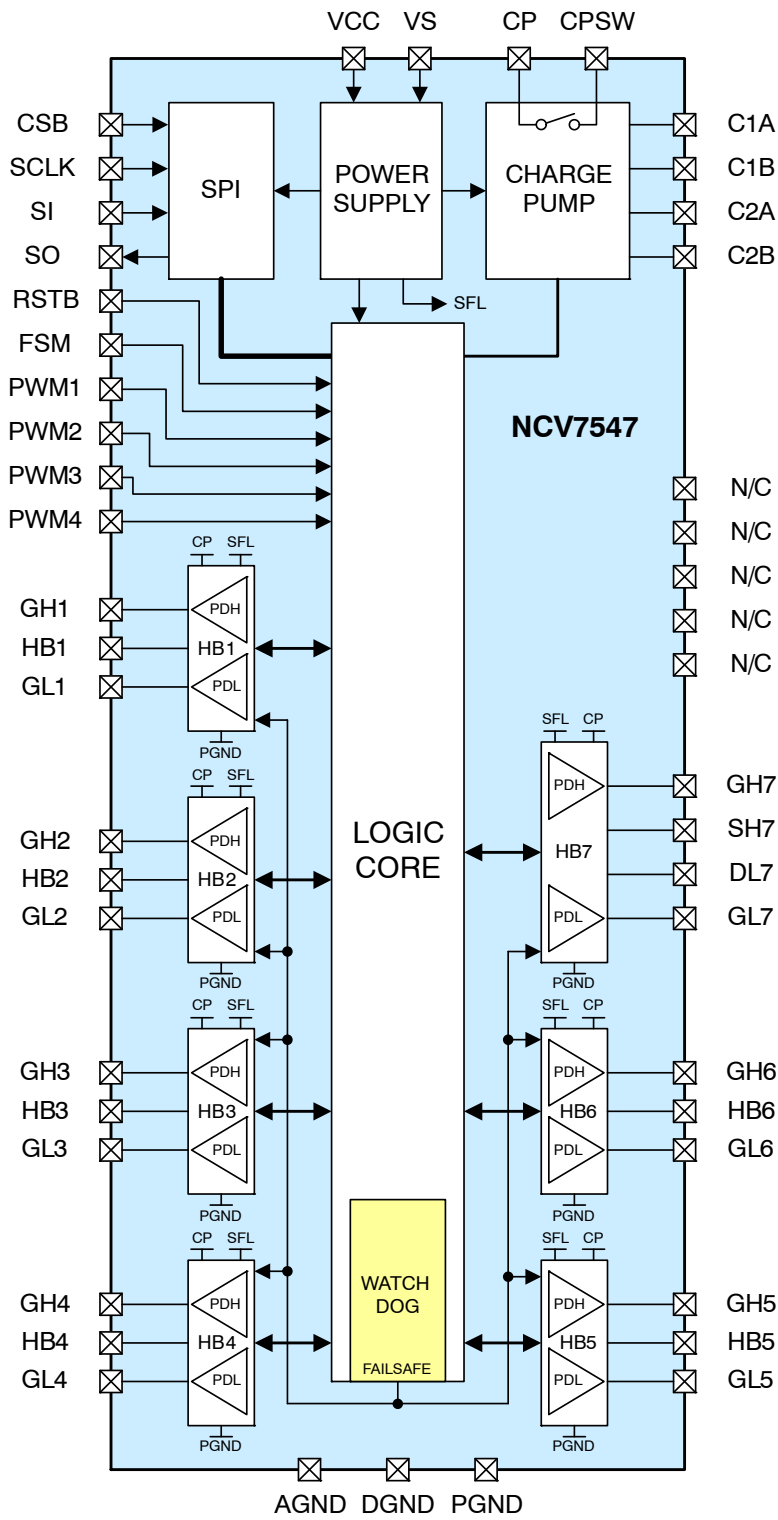 VCC VS CP CPSW
CSB
SCLK
SI
SO
RSTB
FSM
PWM1
PWM2
PWM3
PWM4
SPI
POWER
SUPPLY
CHARGE
PUMP
C1A
C1B
C2A
C2B
SFL
NCV7547
N/C
N/C
N/C
N/C
N/C
LOGIC
CORE
CP SFL
GH1
HB1
GL1
PDH
HB1
PDL
PGND
CP SFL
GH2
HB2
GL2
PDH
HB2
PDL
PGND
CP SFL
GH3
HB3
GL3
PDH
HB3
PDL
PGND
CP SFL
GH4
HB4
GL4
PDH
HB4
PDL
PGND
SFL CP
PDH
HB7
PDL
PGND
GH7
SH7
DL7
GL7
SFL CP
PDH
HB6
PDL
PGND
GH6
HB6
GL6
SFL CP
PDH
HB5
PDL
PGND
GH5
HB5
GL5
WATCH
DOG
FAILSAFE
AGND DGND PGND